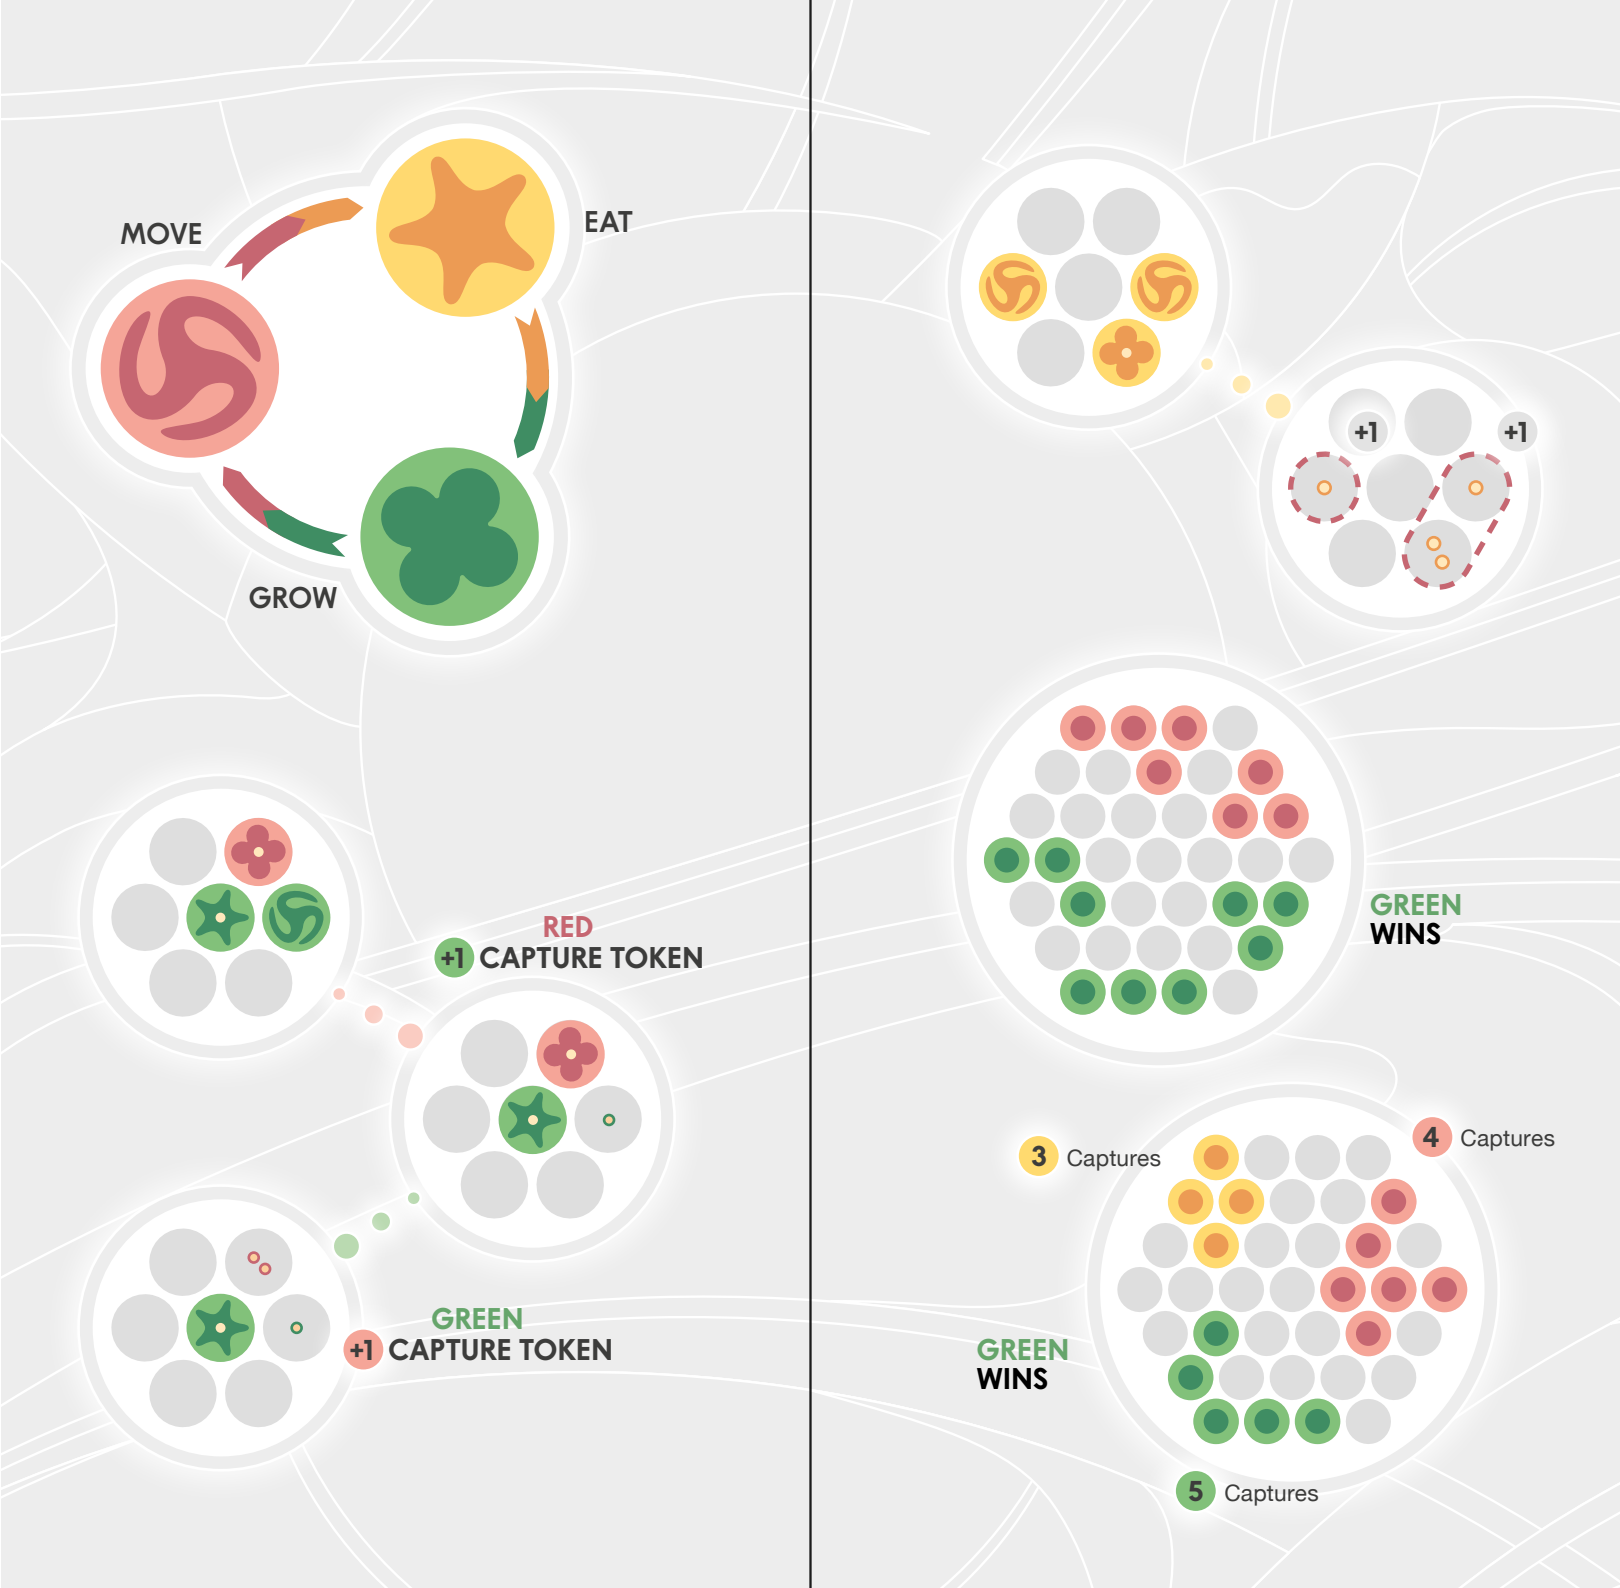 MOVE
EAT
GROW
RED
+1 CAPTURE TOKEN
GREEN
+1 CAPTURE TOKEN
+1
+1
GREEN
WINS
3 Captures
4 Captures
GREEN
WINS
5 Captures